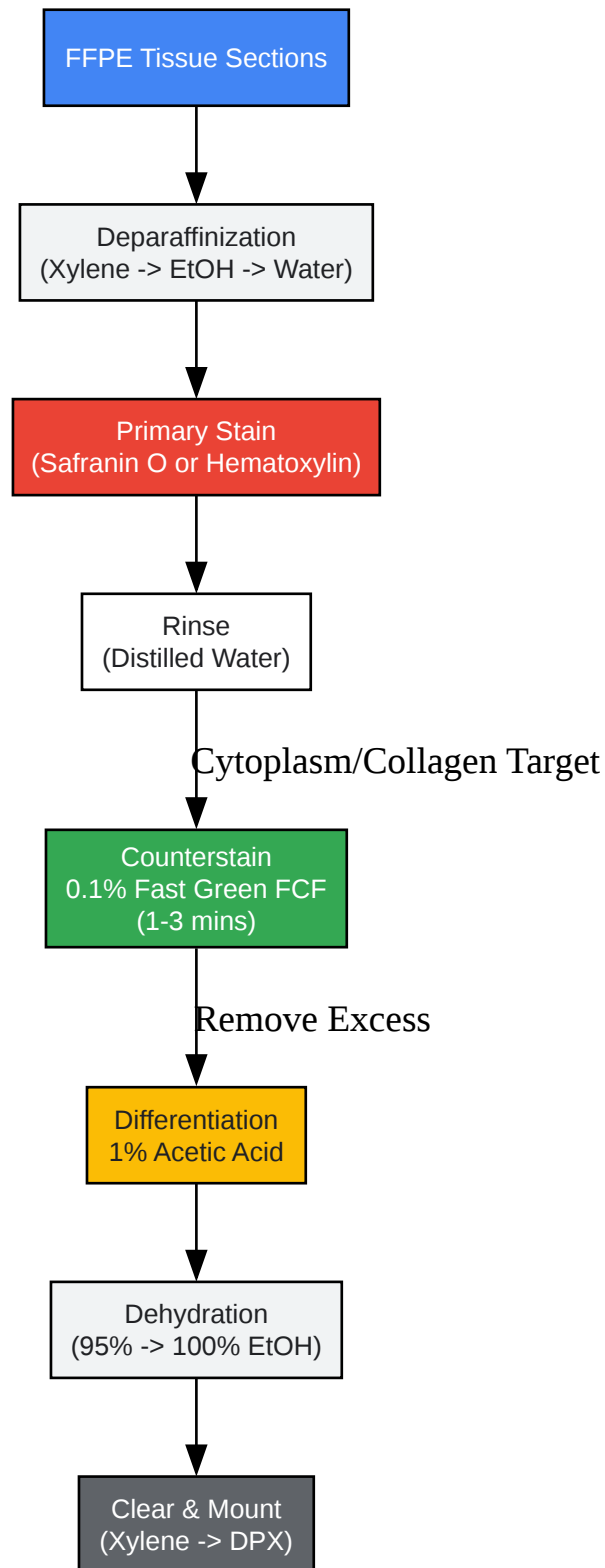 FFPE Tissue Sections
Deparaffinization
(Xylene -> EtOH -> Water)
Primary Stain
(Safranin O or Hematoxylin)
Rinse
(Distilled Water)
Cytoplasm/Collagen Target
Counterstain
0.1% Fast Green FCF
(1-3 mins)
Remove Excess
Differentiation
1% Acetic Acid
Dehydration
(95% -> 100% EtOH)
Clear & Mount
(Xylene -> DPX)